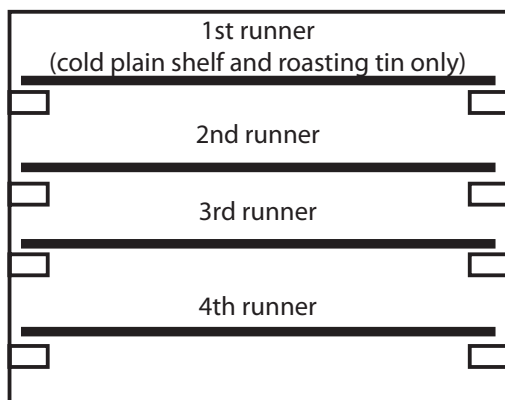 1st runner
(cold plain shelf and roasting tin only)
2nd runner
3rd runner
4th runner